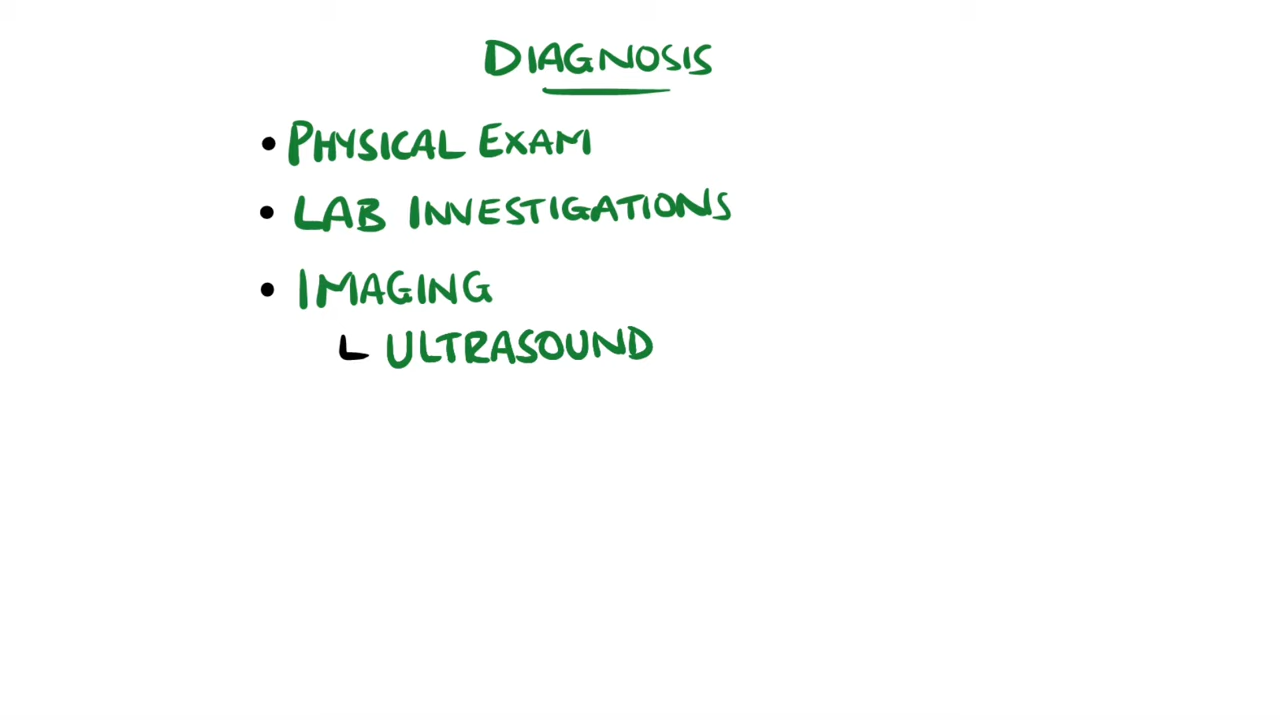 DIAGNOSIS
• PHYSICAL EXAM
• LAB INVESTIGATIONS
• IMAGING
ULTRASOUND